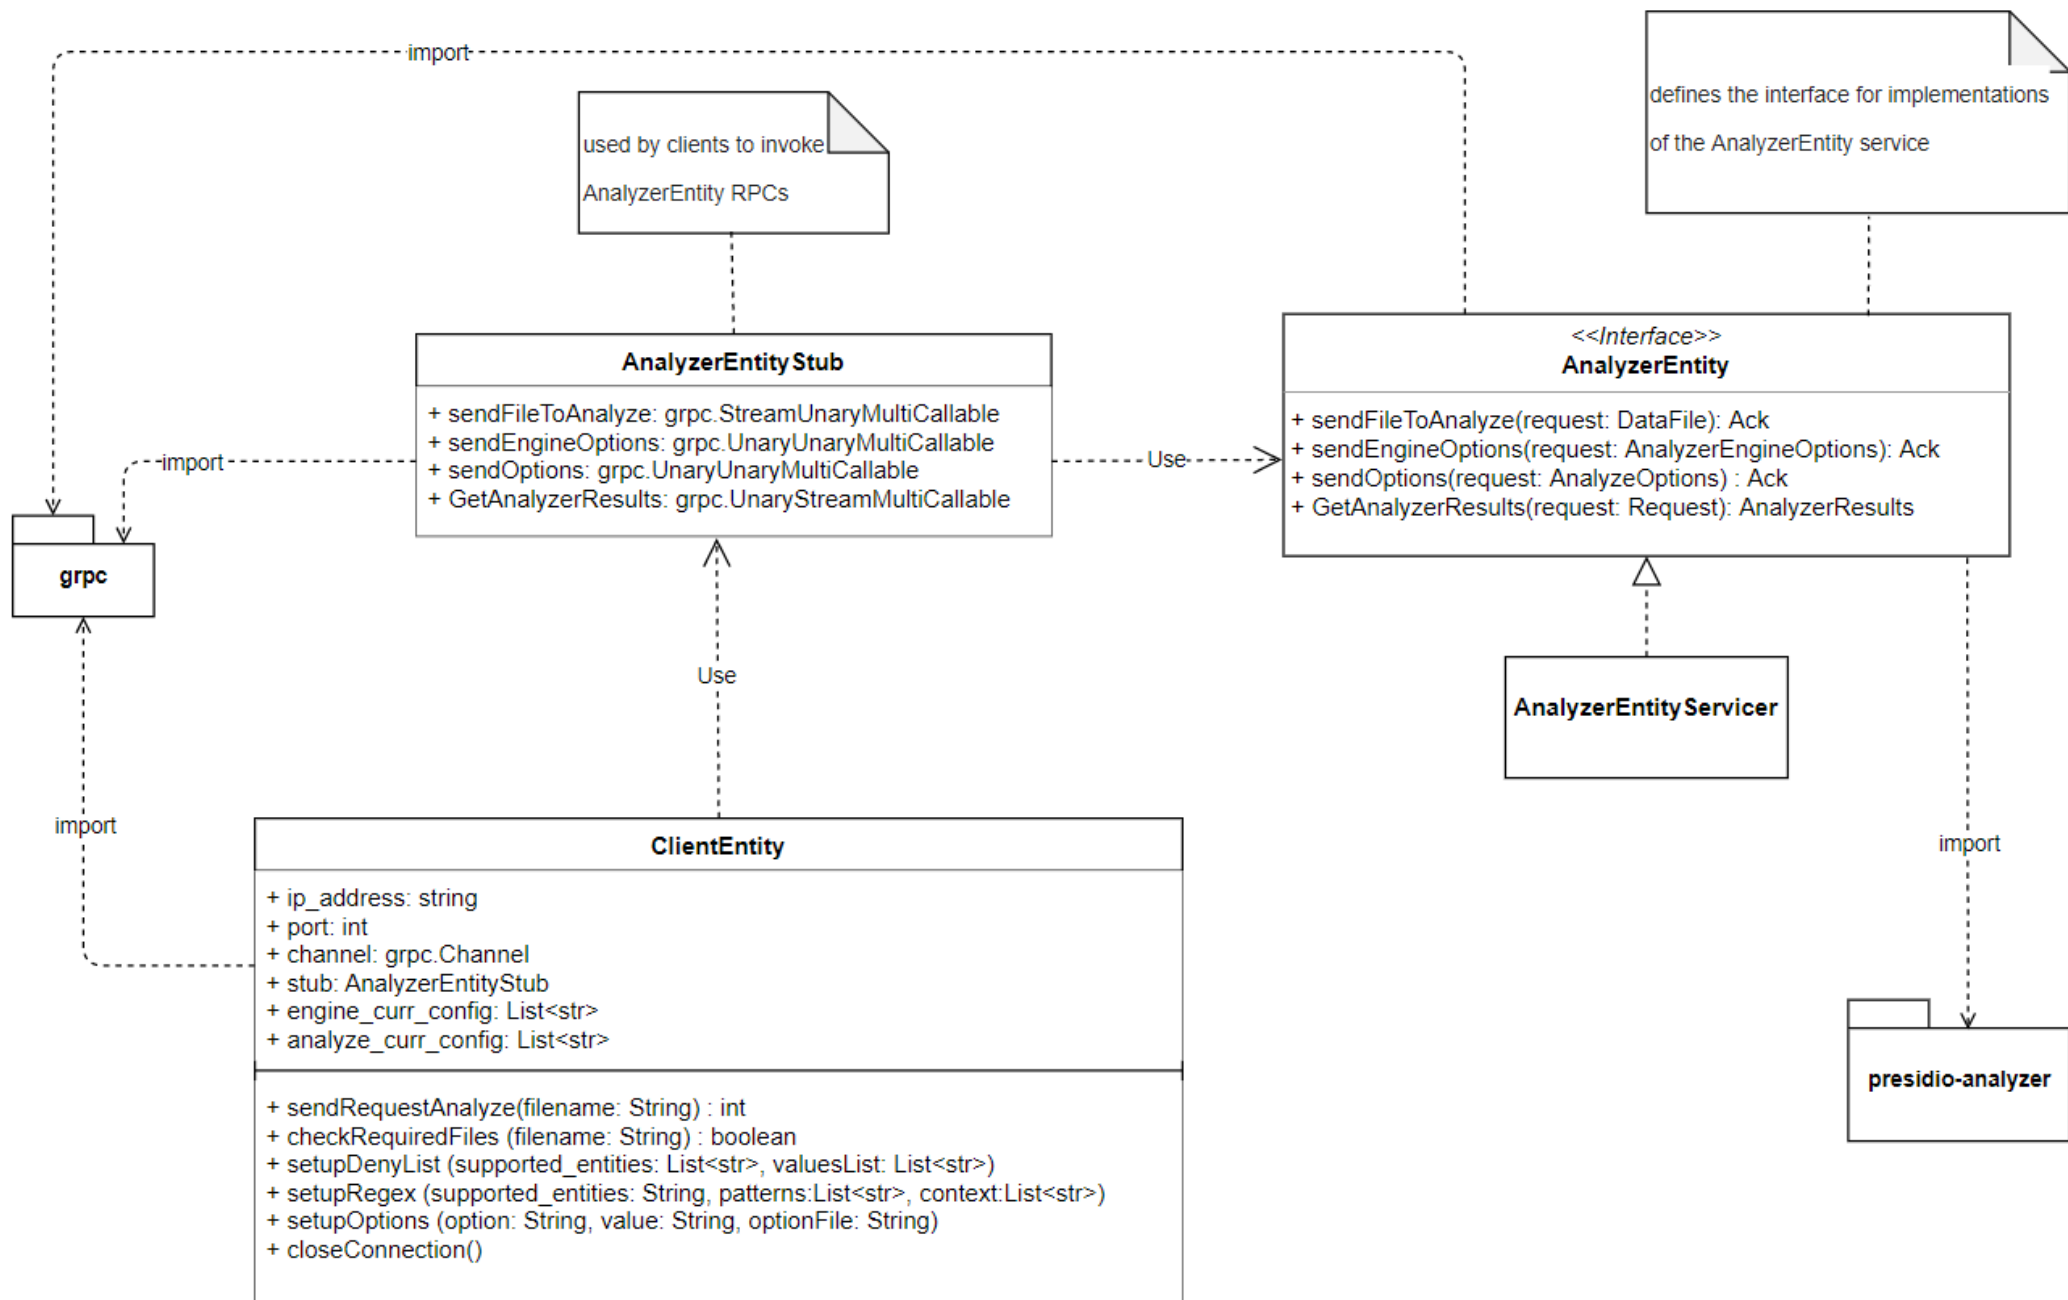 import
used by clients to invoke
AnalyzerEntity RPCs
defines the interface for implementations
of the AnalyzerEntity service
AnalyzerEntityStub
+ sendFileToAnalyze: grpc.StreamUnaryMultiCallable
+ sendEngineOptions: grpc.UnaryUnaryMultiCallable
+ sendOptions: grpc.UnaryUnaryMultiCallable
+ GetAnalyzerResults: grpc.UnaryStreamMultiCallable
<<Interface>>
AnalyzerEntity
+ sendFileToAnalyze(request: DataFile): Ack
+ sendEngineOptions(request: AnalyzerEngineOptions): Ack
+ sendOptions(request: AnalyzeOptions) : Ack
+ GetAnalyzerResults(request: Request): AnalyzerResults
import
Use
grpc
Use
AnalyzerEntityServicer
import
import
ClientEntity
+ ip_address: string
+ port: int
+ channel: grpc.Channel
+ stub: AnalyzerEntityStub
+ engine_curr_config: List<str>
+ analyze_curr_config: List<str>
+ sendRequestAnalyze(filename: String) : int
+ checkRequiredFiles (filename: String) : boolean
+ setupDenyList (supported_entities: List<str>, valuesList: List<str>)
+ setupRegex (supported_entities: String, patterns:List<str>, context:List<str>)
+ setupOptions (option: String, value: String, optionFile: String)
+ closeConnection()
presidio-analyzer